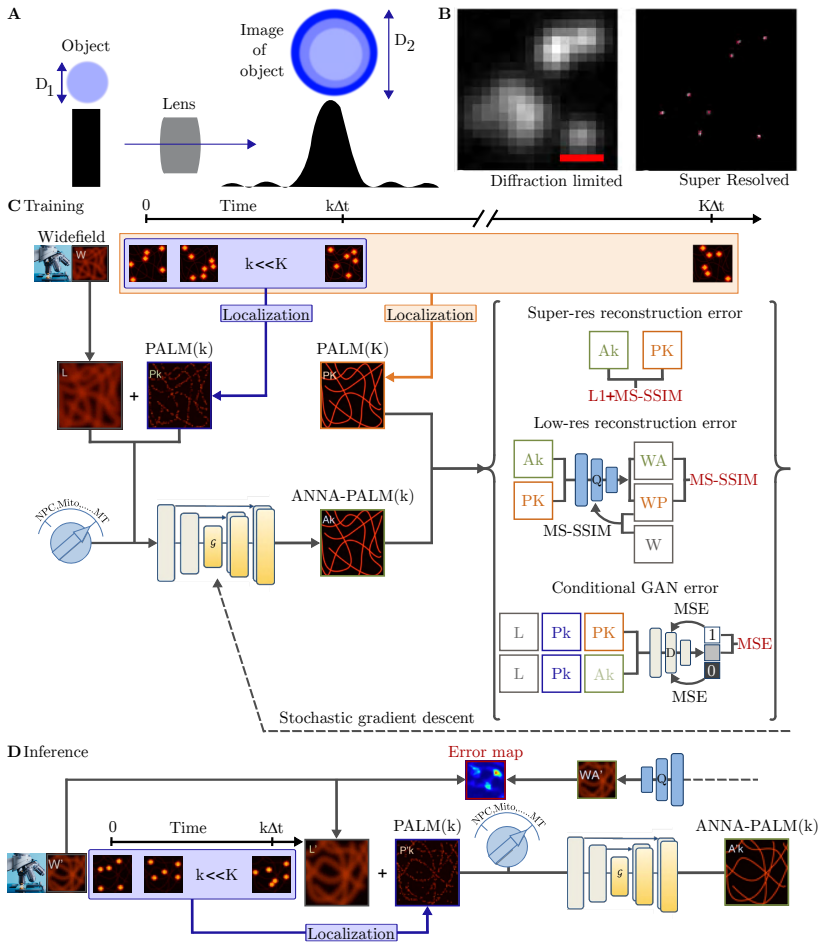 A
Object
D1
Lens
Image
of
object
D2
B
Diffraction limited
Super Resolved
C Training
0
Time
kΔt
KΔt
Widefield
W
k<<K
Localization
Localization
PALM(k)
PALM(K)
L
+
Pk
PK
NPC,Mito,.....,MT
G
ANNA-PALM(k)
Ak
Super-res reconstruction error
Ak
PK
L1+MS-SSIM
Low-res reconstruction error
Ak
PK
Q
WA
WP
W
MS-SSIM
MS-SSIM
Conditional GAN error
MSE
L
Pk
PK
L
Pk
Ak
D
1
0
MSE
MSE
Stochastic gradient descent
D Inference
Error map
WA'
Q
0
Time
kΔt
W'
k<<K
L'
+
PALM(k)
P'k
NPC,Mito,.....,MT
G
ANNA-PALM(k)
A'k
Localization